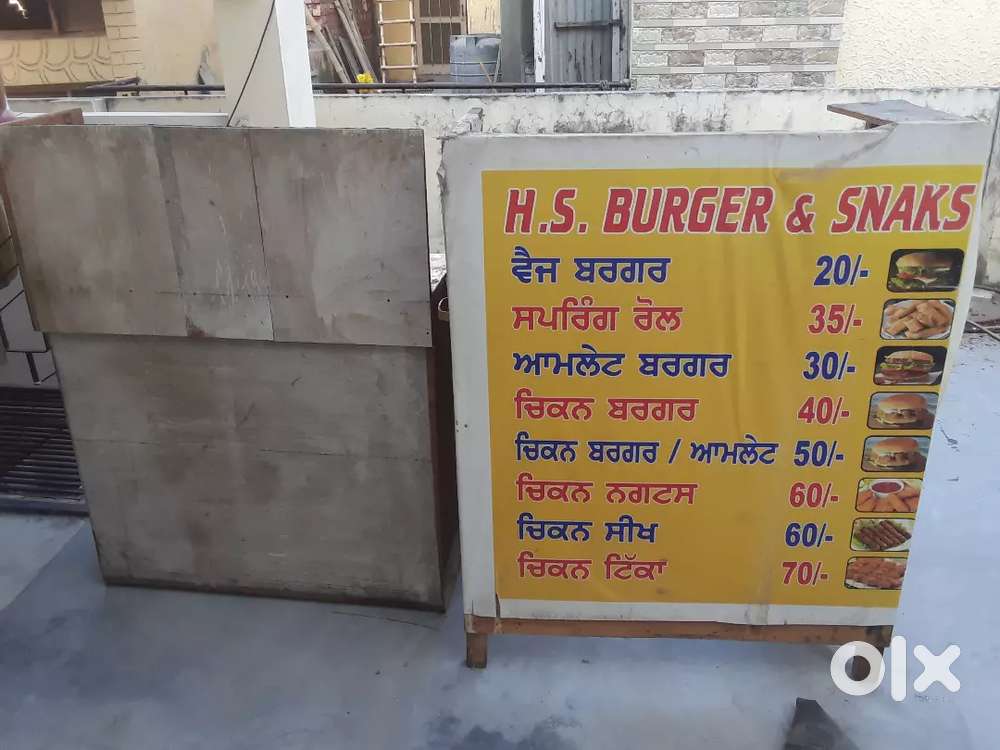 H.S. BURGER & SNAKS
ਵੈਜ ਬਰਗਰ 20/-
ਸਪਰਿੰਗ ਰੋਲ 35/-
ਆਮਲੇਟ ਬਰਗਰ 30/-
ਚਿਕਨ ਬਰਗਰ 40/-
ਚਿਕਨ ਬਰਗਰ / ਆਮਲੇਟ 50/-
ਚਿਕਨ ਨਗਟਸ 60/-
ਚਿਕਨ ਸੀਖ 60/-
ਚਿਕਨ ਟਿੱਕਾ 70/-
olx